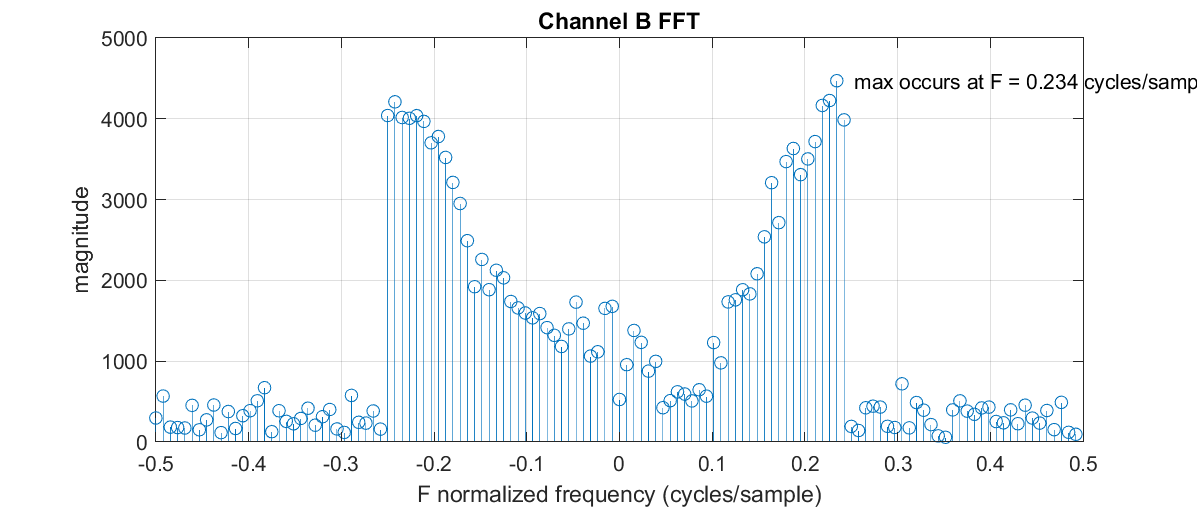 Channel B FFT
5000
4000
3000
2000
1000
0
magnitude
max occurs at F = 0.234 cycles/samp
-0.5 -0.4 -0.3 -0.2 -0.1 0 0.1 0.2 0.3 0.4 0.5
F normalized frequency (cycles/sample)